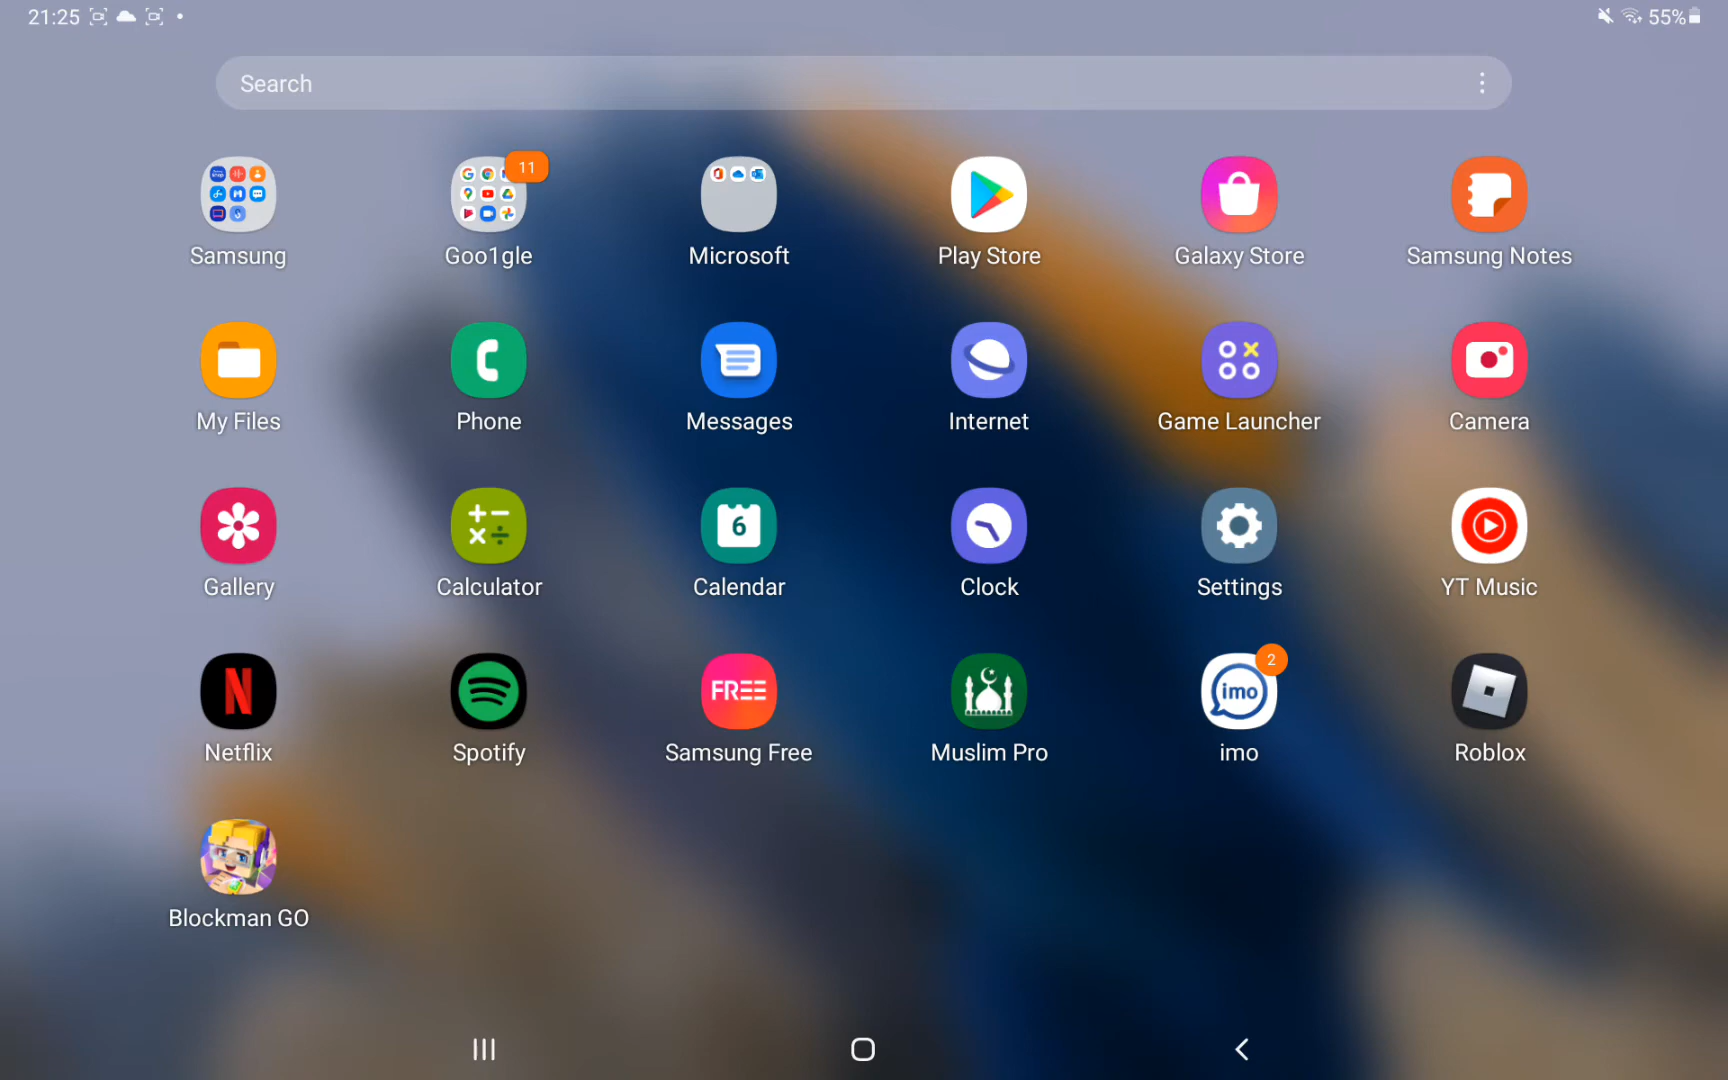 21:25 55%
Search
11
Samsung Goo1gle Microsoft Play Store Galaxy Store Samsung Notes
My Files Phone Messages Internet Game Launcher Camera
6
Gallery Calculator Calendar Clock Settings YT Music
2
N FREE imo
Netflix Spotify Samsung Free Muslim Pro imo Roblox
Blockman GO